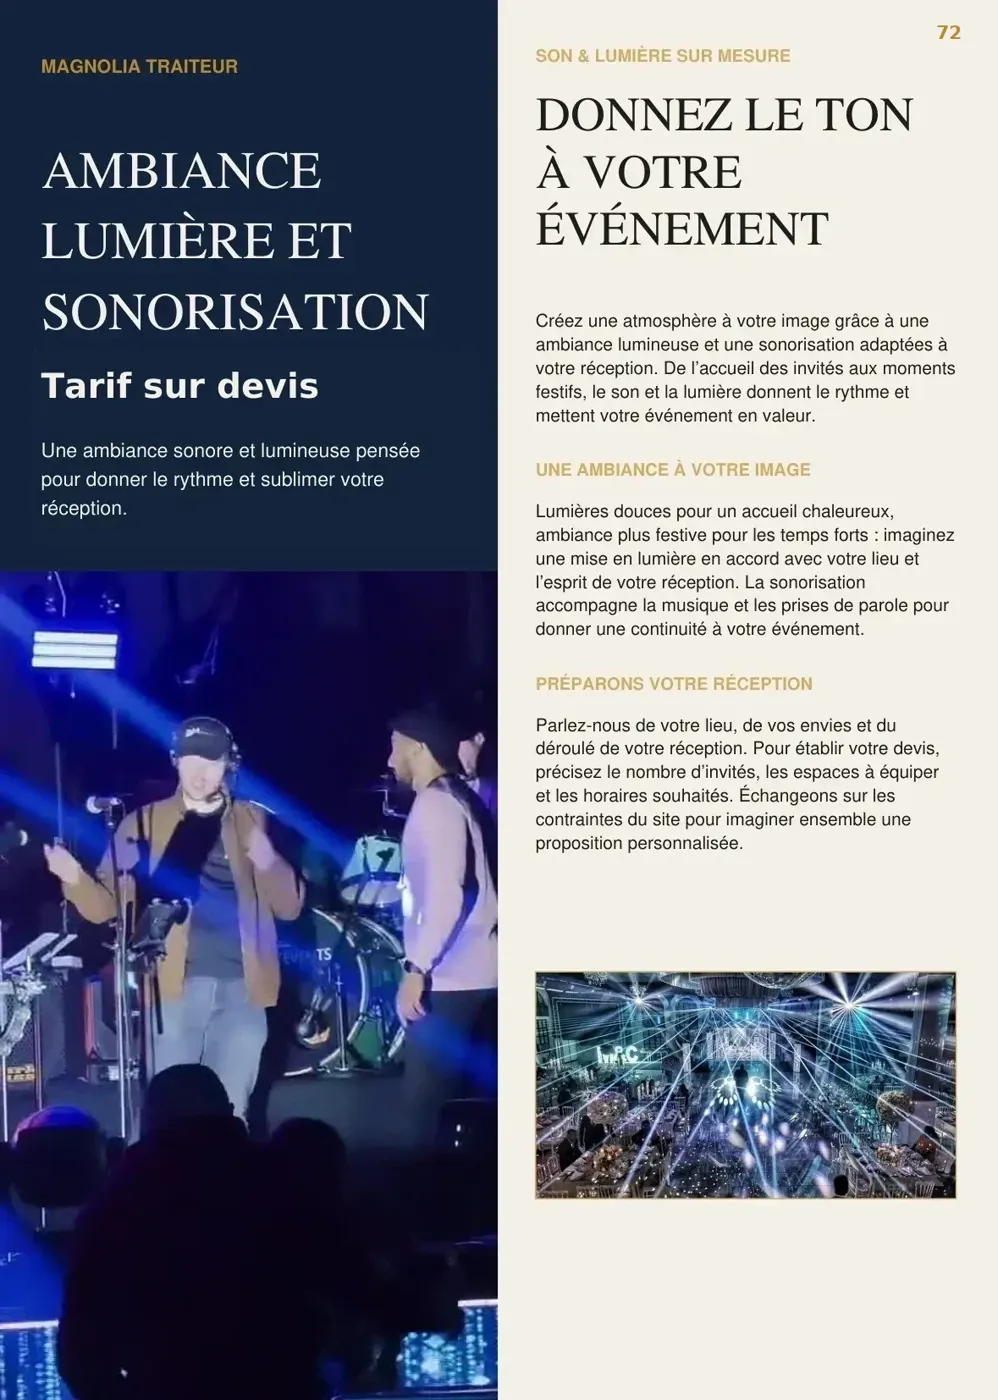 MAGNOLIA TRAITEUR
AMBIANCE
LUMIÈRE ET
SONORISATION
Tarif sur devis
Une ambiance sonore et lumineuse pensée
pour donner le rythme et sublimer votre
réception.
TS
72
SON & LUMIÈRE SUR MESURE
DONNEZ LE TON
À VOTRE
ÉVÉNEMENT
Créez une atmosphère à votre image grâce à une
ambiance lumineuse et une sonorisation adaptées à
votre réception. De l’accueil des invités aux moments
festifs, le son et la lumière donnent le rythme et
mettent votre événement en valeur.
UNE AMBIANCE À VOTRE IMAGE
Lumières douces pour un accueil chaleureux,
ambiance plus festive pour les temps forts : imaginez
une mise en lumière en accord avec votre lieu et
l’esprit de votre réception. La sonorisation
accompagne la musique et les prises de parole pour
donner une continuité à votre événement.
PRÉPARONS VOTRE RÉCEPTION
Parlez-nous de votre lieu, de vos envies et du
déroulé de votre réception. Pour établir votre devis,
précisez le nombre d’invités, les espaces à équiper
et les horaires souhaités. Échangeons sur les
contraintes du site pour imaginer ensemble une
proposition personnalisée.